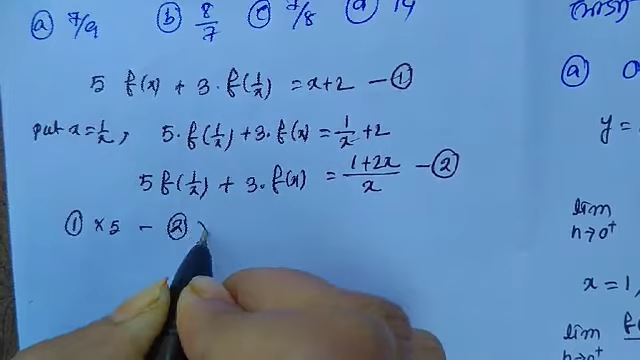 ⓐ 7/9 ⓑ 8/7 ⓒ 7/8 ⓓ 14
5 f(x) + 3.f(1/x) = x+2 — ①
put x=1/x, 5.f(1/x)+3.f(x)=1/x+2
5f(1/x) + 3.f(x) = (1+2x)/x — ②
① ×5 — ②
ⓐ
y=
lim n→0⁺
x=1,
lim n→0⁺